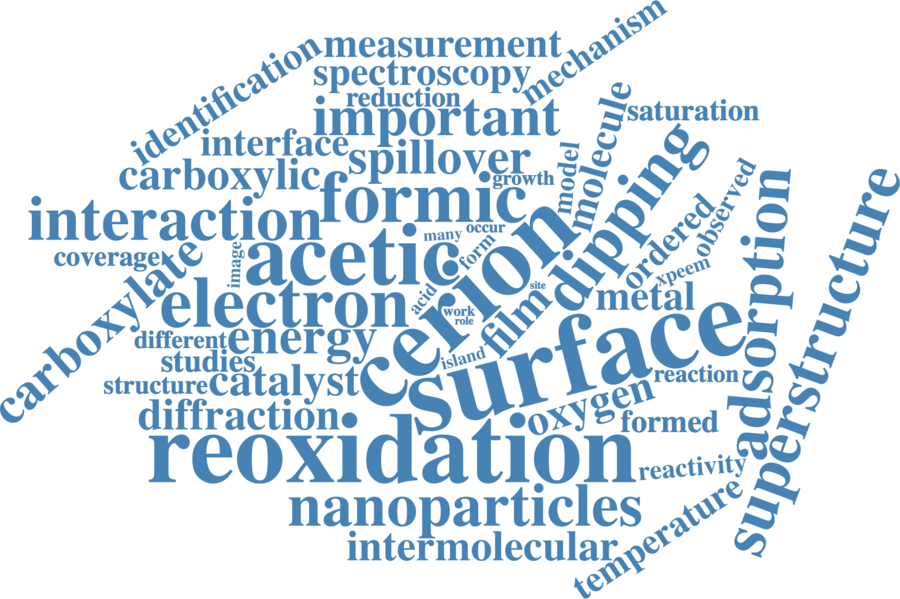 mechanism
measurement
identification
spectroscopy
reduction
important
molecule
saturation
interface
spillover
model
carboxylic
growth
dipping
formic
observed
interaction
many
occur
ordered
adsorption
superstructure
coverage
image
acetic
form
cerion
xpeem
carboxylate
electron
acid
work
role
site
film
metal
different
energy
surface
studies
island
structure
catalyst
oxygen
reaction
diffraction
formed
reoxidation
reactivity
nanoparticles
temperature
intermolecular